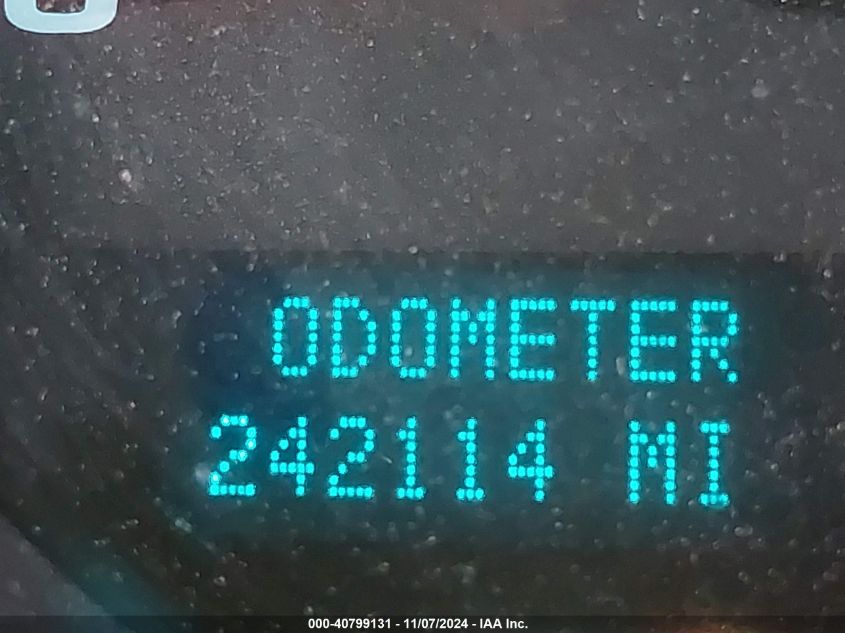 ODOMETER
242114 MI
000-40799131 - 11/07/2024 - IAA Inc.